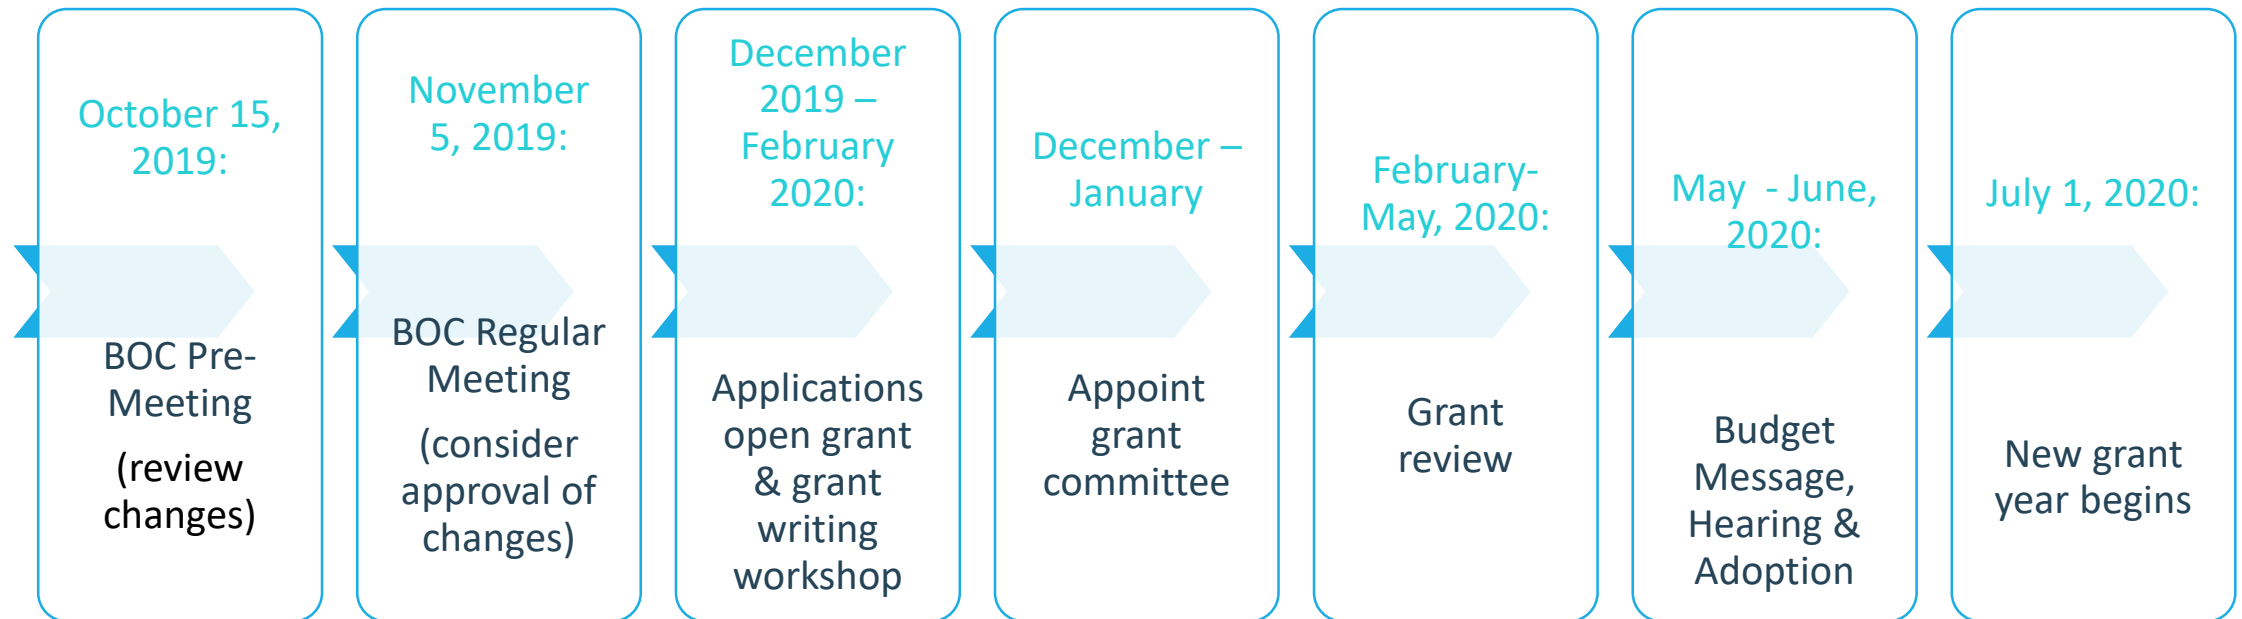 October 15,
2019:
BOC Pre-
Meeting
(review
changes)
November
5, 2019:
BOC Regular
Meeting
(consider
approval of
changes)
December
2019 –
February
2020:
Applications
open grant
& grant
writing
workshop
December –
January
Appoint
grant
committee
February-
May, 2020:
Grant
review
May  - June,
2020:
Budget
Message,
Hearing &
Adoption
July 1, 2020:
New grant
year begins